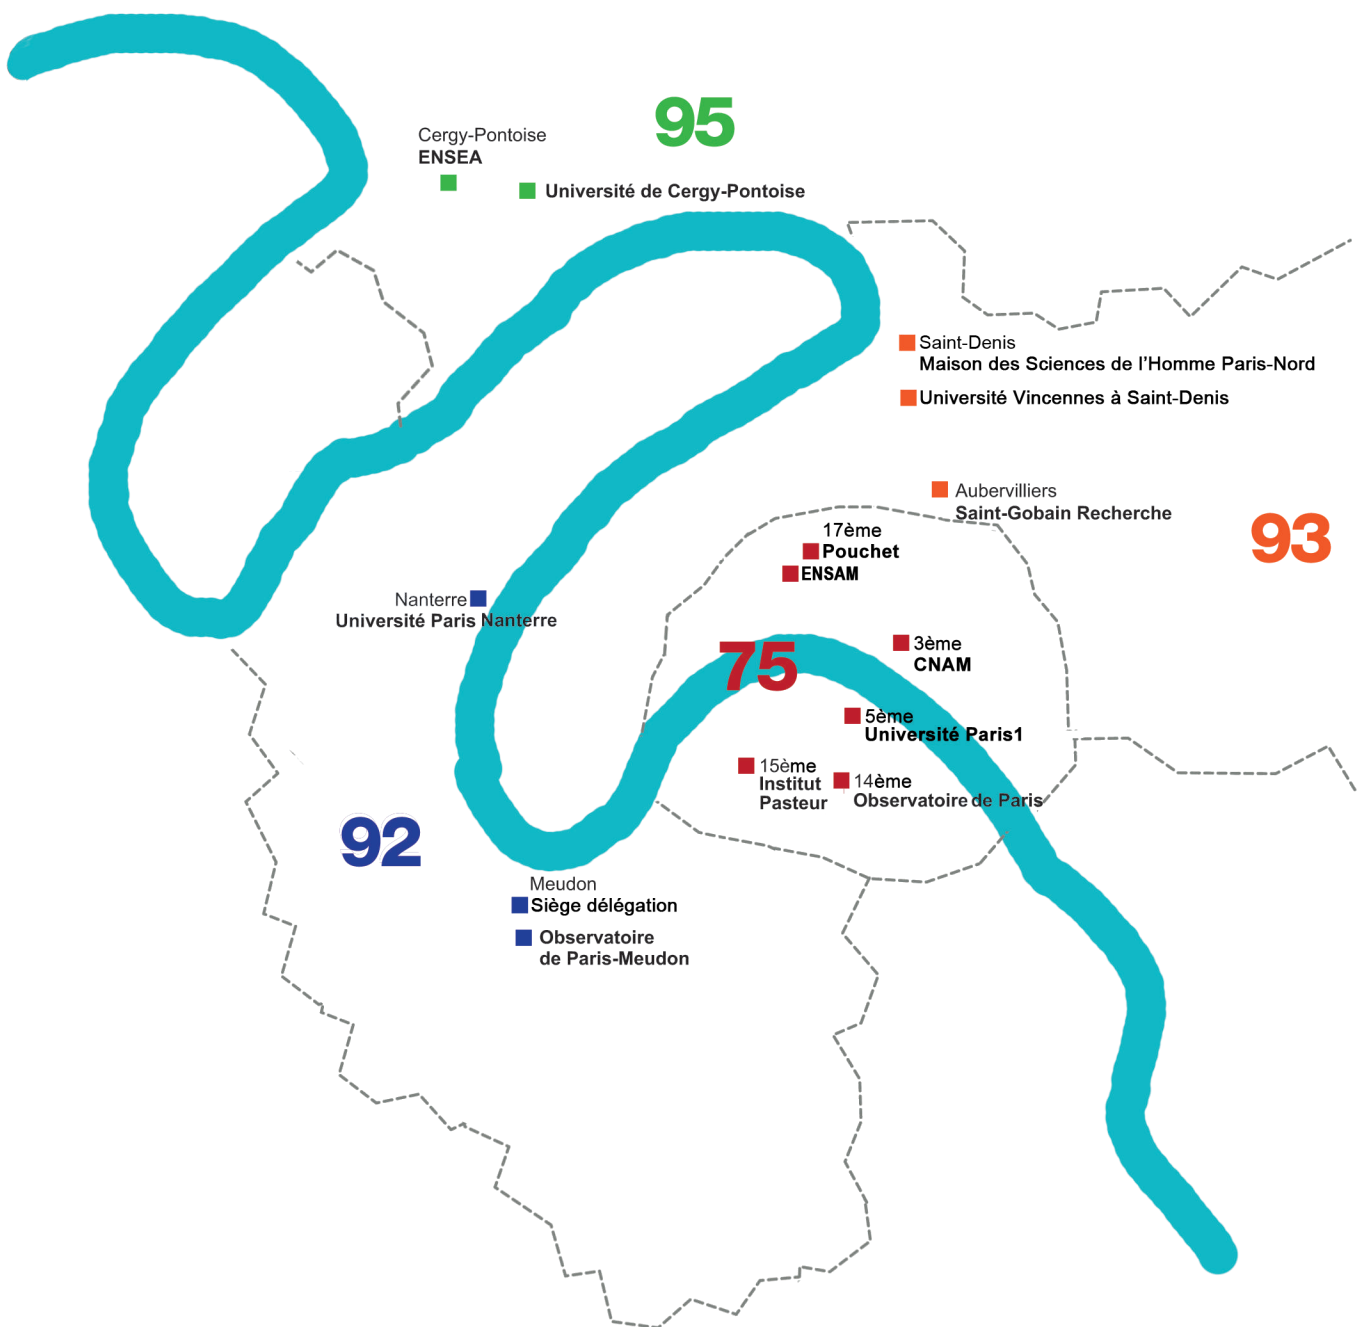 95
Cergy-Pontoise
ENSEA
Université de Cergy-Pontoise
Saint-Denis
Maison des Sciences de l'Homme Paris-Nord
Université Vincennes à Saint-Denis
Aubervilliers
Saint-Gobain Recherche
93
17ème
Pouchet
ENSAM
Nanterre
Université Paris Nanterre
3ème
CNAM
75
5ème
Université Paris1
15ème
Institut
Pasteur
14ème
Observatoire de Paris
92
Meudon
Siège délégation
Observatoire
de Paris-Meudon